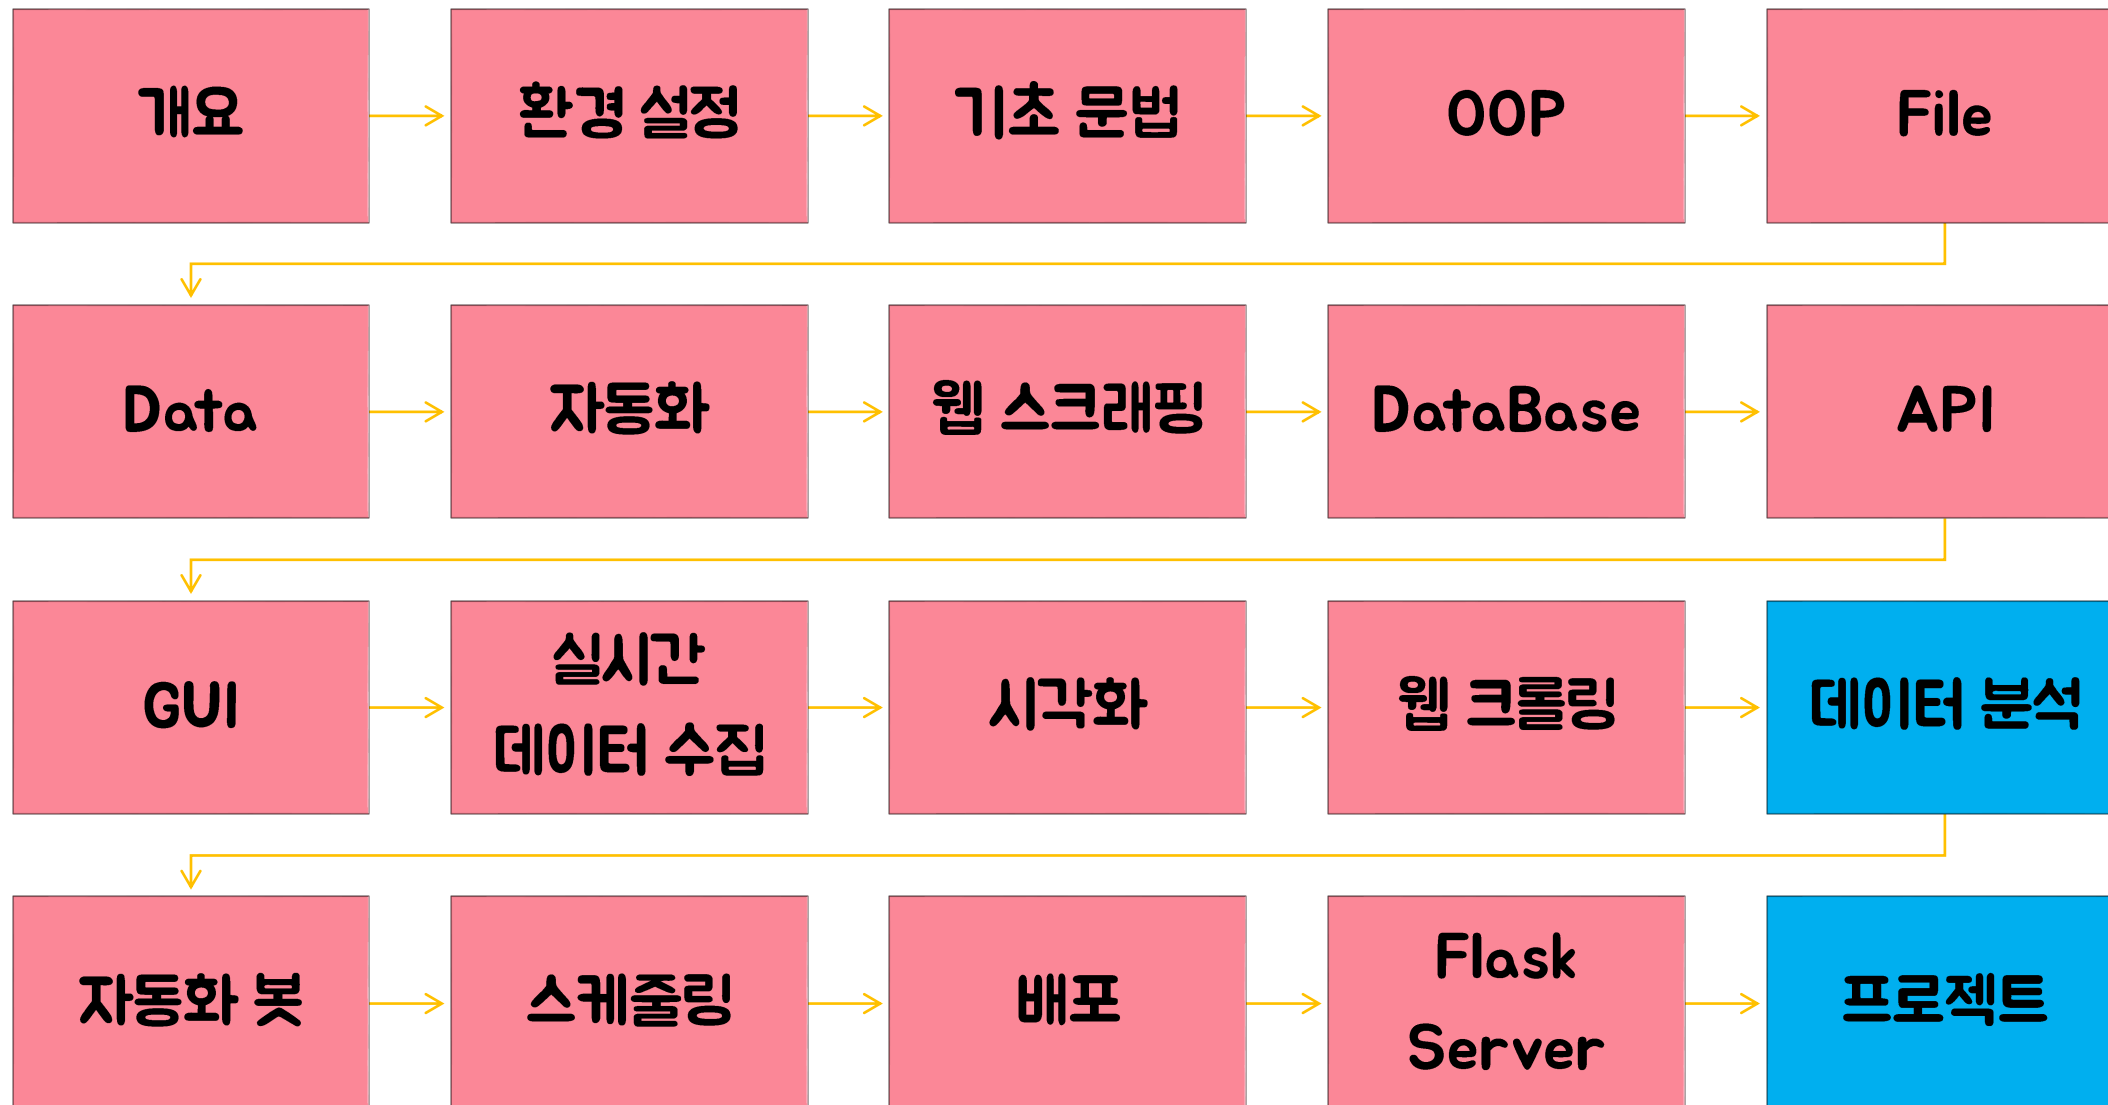 개요
환경 설정
기초 문법
OOP
File
Data
자동화
웹 스크래핑
DataBase
API
GUI
실시간
데이터 수집
시각화
웹 크롤링
데이터 분석
자동화 봇
스케줄링
배포
Flask
Server
프로젝트